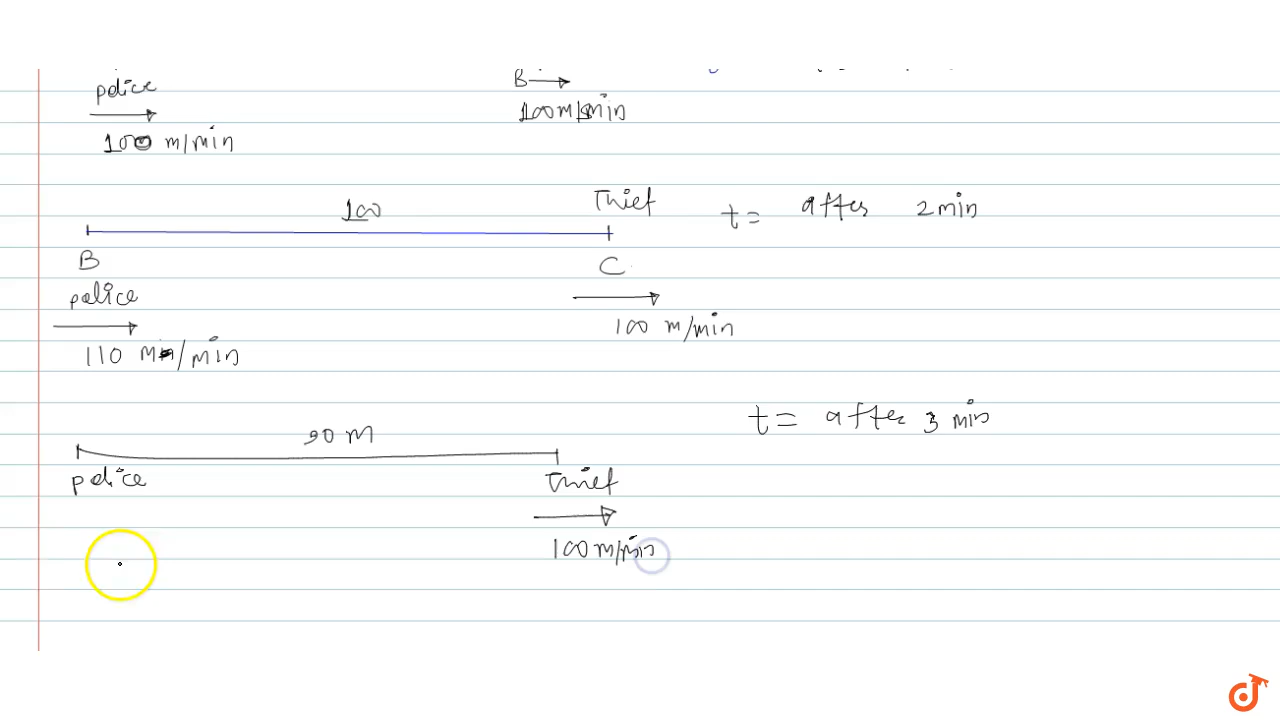 police
B
100 m/min
100m/min
100
Thief
t = after 2 min
B
C
police
100 m/min
110 m/min
t = after 3 min
90 M
police
Thief
100 m/min